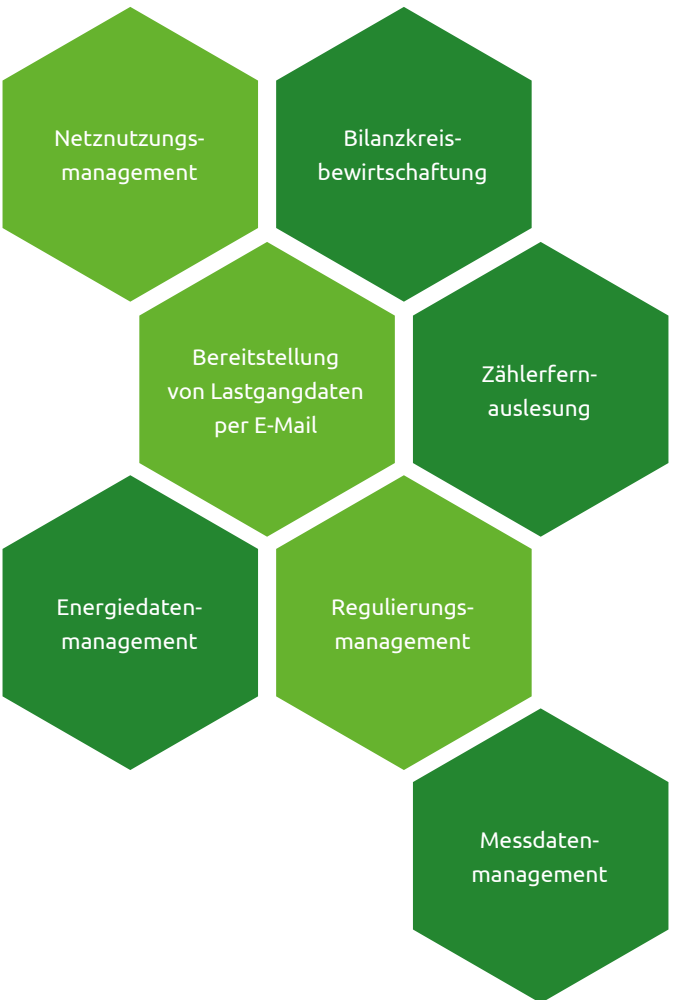 Netznutzungs-
management
Bilanzkreis-
bewirtschaftung
Bereitstellung
von Lastgangdaten
per E-Mail
Zählerfern-
auslesung
Energiedaten-
management
Regulierungs-
management
Messdaten-
management